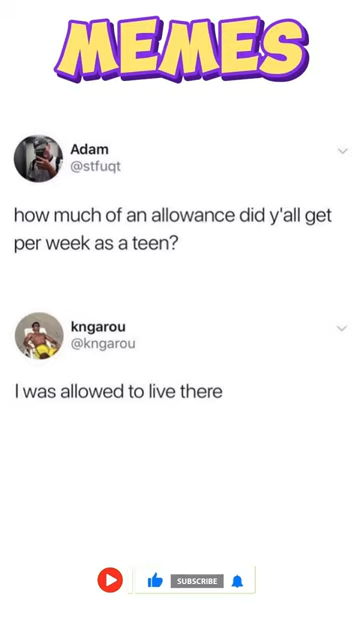 MEMES
Adam
@stfuqt
how much of an allowance did y'all get
per week as a teen?
kngarou
@kngarou
I was allowed to live there
SUBSCRIBE